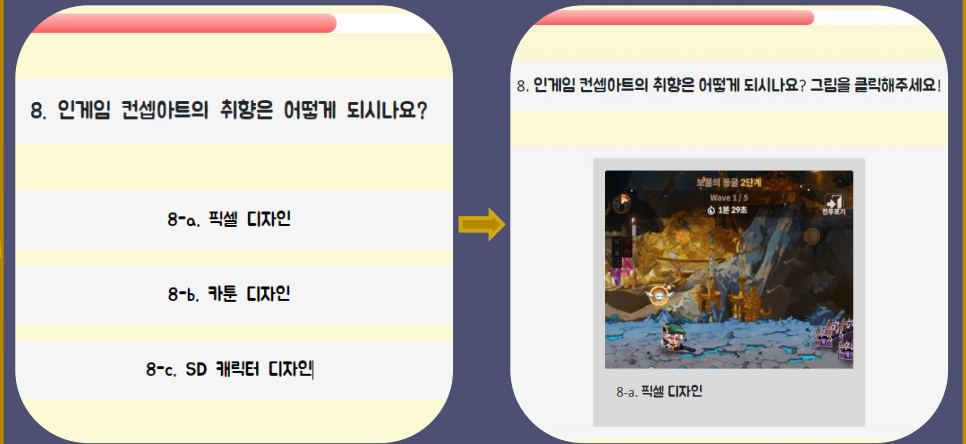 8. 인게임 컨셉아트의 취향은 어떻게 되시나요?
8-a. 픽셀 디자인
8-b. 카툰 디자인
8-c. SD 캐릭터 디자인
8. 인게임 컨셉아트의 취향은 어떻게 되시나요? 그림을 클릭해주세요!
보물의 동굴 2단계
Wave 1 / 5
1분 29초
전투포기
8-a. 픽셀 디자인